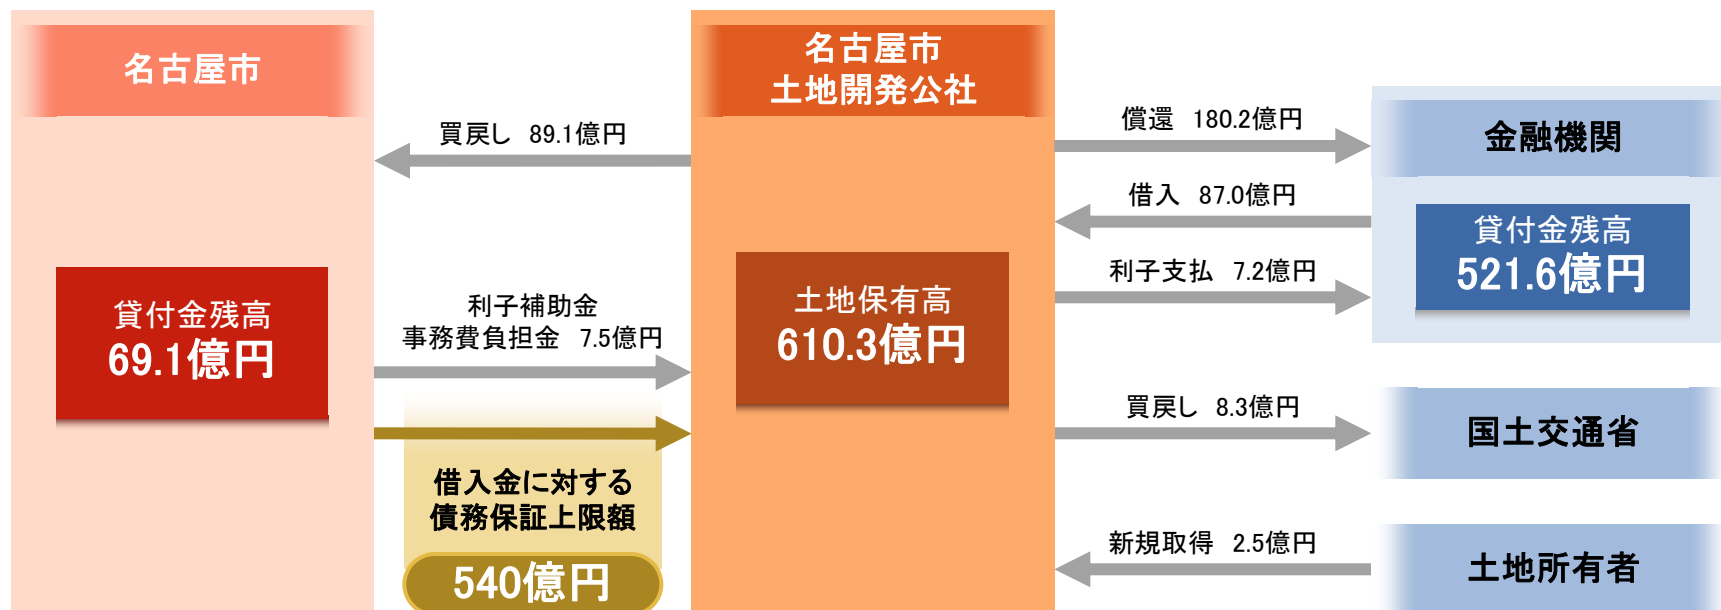 名古屋市
貸付金残高
69.1億円
買戻し 89.1億円
利子補助金
事務費負担金 7.5億円
借入金に対する
債務保証上限額
540億円
名古屋市
土地開発公社
土地保有高
610.3億円
償還 180.2億円
借入 87.0億円
利子支払 7.2億円
買戻し 8.3億円
新規取得 2.5億円
金融機関
貸付金残高
521.6億円
国土交通省
土地所有者